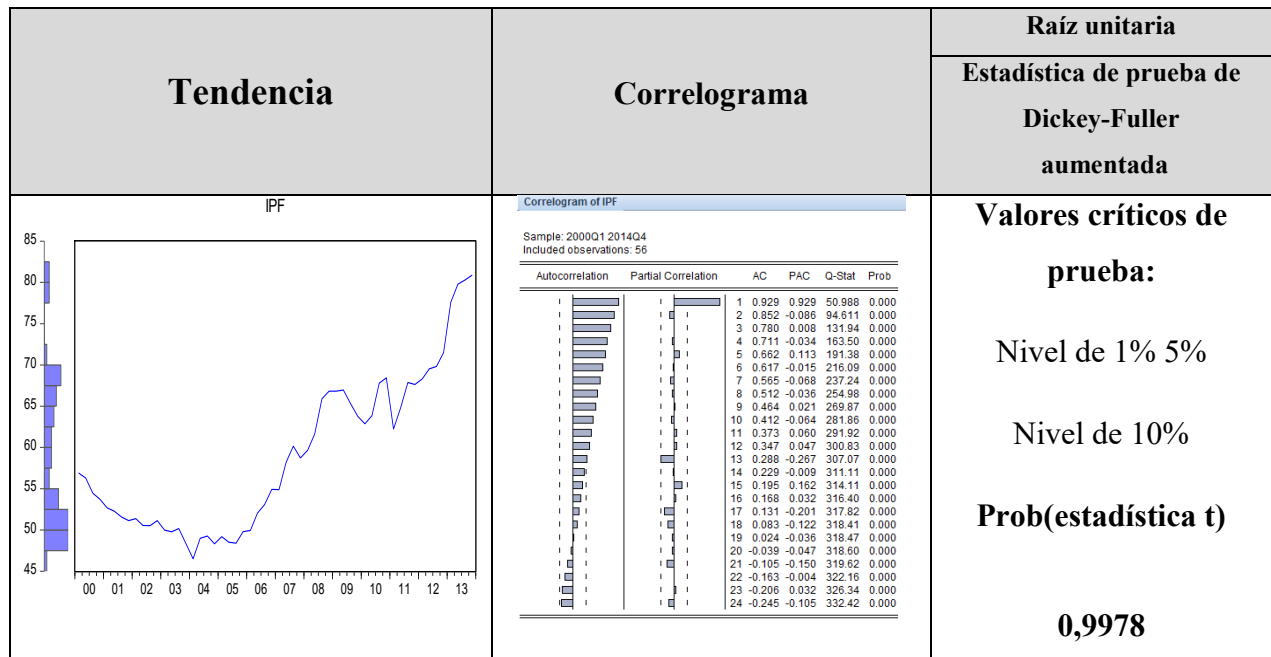 Tendencia
Correlograma
Raíz unitaria
Estadística de prueba de
Dickey-Fuller
aumentada
IPF
85
80
75
70
65
60
55
50
45
00 01 02 03 04 05 06 07 08 09 10 11 12 13
Correlogram of IPF
Sample: 2000Q1 2014Q4
Included observations: 56
Autocorrelation Partial Correlation AC PAC Q-Stat Prob
1 0.929 0.929 50.988 0.000
2 0.852 -0.086 94.611 0.000
3 0.780 0.008 131.94 0.000
4 0.711 -0.034 163.50 0.000
5 0.662 0.113 191.38 0.000
6 0.617 -0.015 216.09 0.000
7 0.565 -0.068 237.24 0.000
8 0.512 -0.036 254.98 0.000
9 0.464 0.021 269.87 0.000
10 0.412 -0.064 281.86 0.000
11 0.373 0.060 291.92 0.000
12 0.347 0.047 300.83 0.000
13 0.288 -0.267 307.07 0.000
14 0.229 -0.009 311.11 0.000
15 0.195 0.162 314.11 0.000
16 0.168 0.032 316.40 0.000
17 0.131 -0.201 317.82 0.000
18 0.083 -0.122 318.41 0.000
19 0.024 -0.036 318.47 0.000
20 -0.039 -0.047 318.60 0.000
21 -0.105 -0.150 319.62 0.000
22 -0.163 -0.004 322.16 0.000
23 -0.206 0.032 326.34 0.000
24 -0.245 -0.105 332.42 0.000
Valores críticos de
prueba:
Nivel de 1% 5%
Nivel de 10%
Prob(estadística t)
0,9978